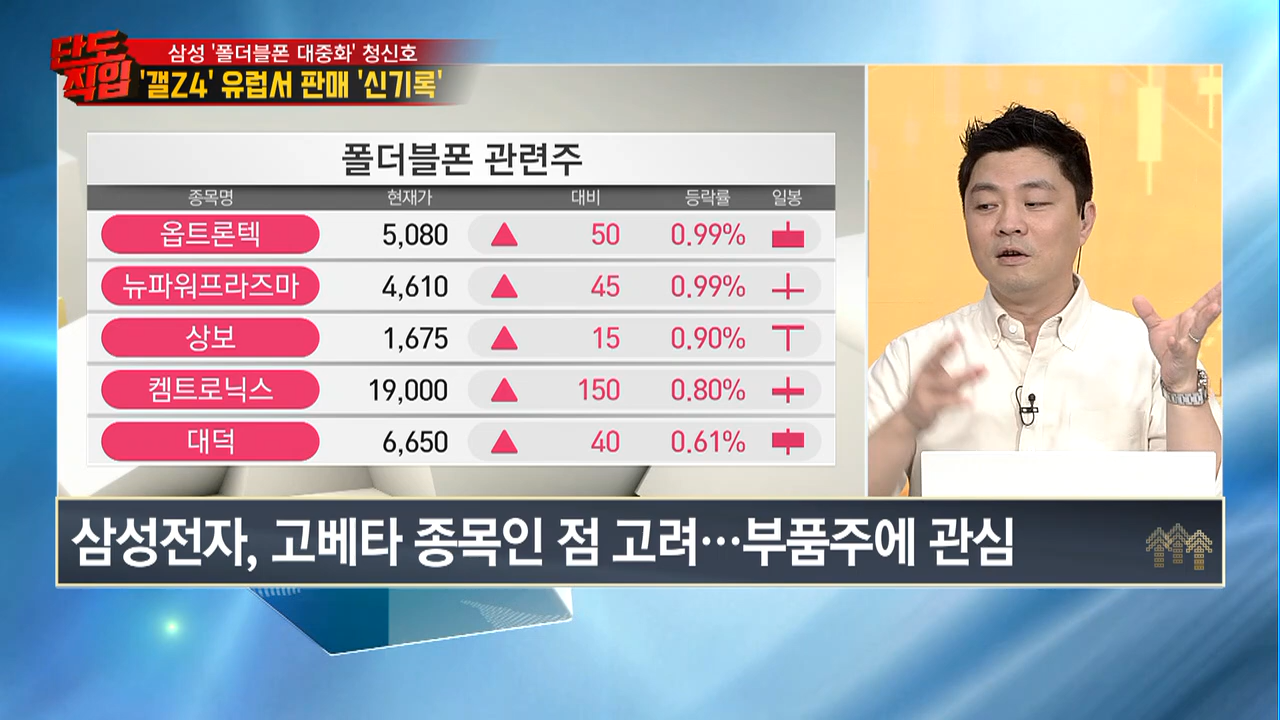 단도
직입
삼성 '폴더블폰 대중화' 청신호
'갤Z4' 유럽서 판매 '신기록'
폴더블폰 관련주
종목명 현재가 대비 등락률 일봉
옵트론텍 5,080 ▲ 50 0.99%
뉴파워프라즈마 4,610 ▲ 45 0.99%
상보 1,675 ▲ 15 0.90%
켐트로닉스 19,000 ▲ 150 0.80%
대덕 6,650 ▲ 40 0.61%
삼성전자, 고베타 종목인 점 고려…부품주에 관심